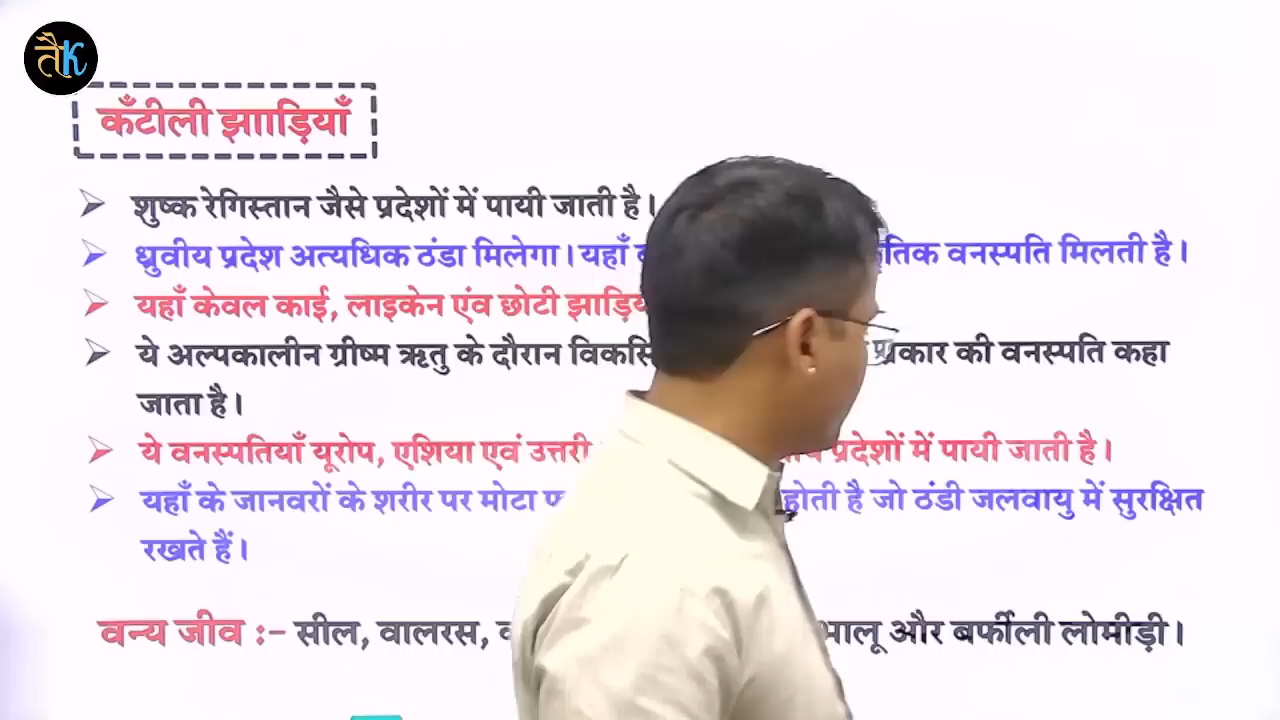 तैK
कँटीली झााड़ियाँ
शुष्क रेगिस्तान जैसे प्रदेशों में पायी जाती है।
ध्रुवीय प्रदेश अत्यधिक ठंडा मिलेगा। यहाँ वनस्पति मिलती है।
यहाँ केवल काई, लाइकेन एंव छोटी
ये अल्पकालीन ग्रीष्म ऋतु के दौरान प्रकार की वनस्पति कहा
जाता है।
ये वनस्पतियाँ यूरोप, एशिया एवं उत्तरी प्रदेशों में पायी जाती है।
यहाँ के जानवरों के शरीर पर मोटा होती है जो ठंडी जलवायु में सुरक्षित
रखते हैं।
वन्य जीव :- सील, वालरस, भालू और बर्फीली लोमीड़ी।